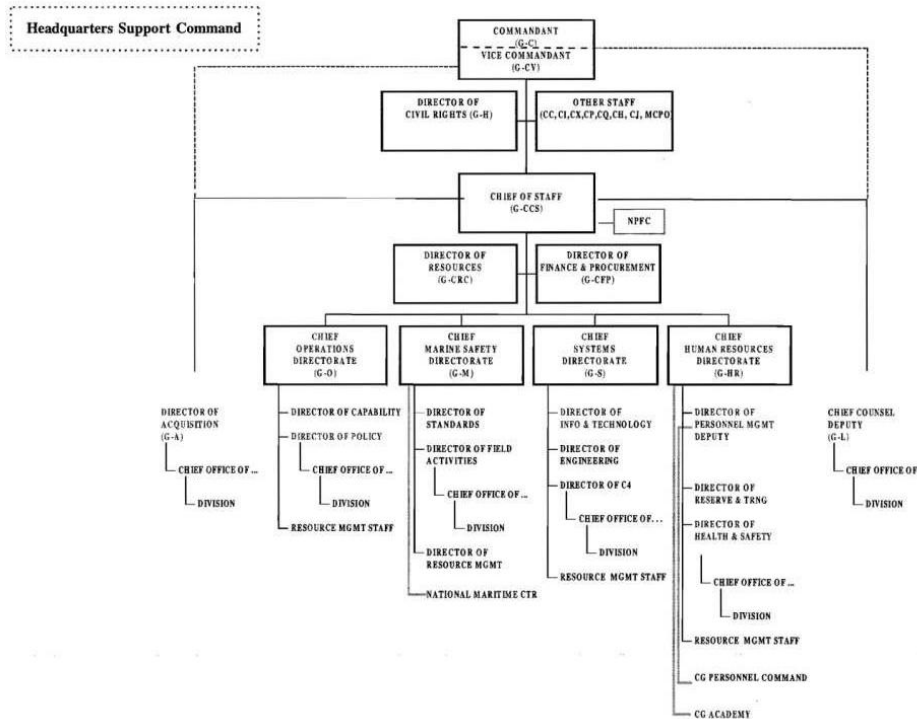 Headquarters Support Command
COMMANDANT
(G-C)
VICE COMMANDANT
(G-CV)
DIRECTOR OF
CIVIL RIGHTS (G-H)
OTHER STAFF
(CC, CI, CX, CP, CQ, CH, CJ, MCPO)
CHIEF OF STAFF
(G-CCS)
NPFC
DIRECTOR OF
RESOURCES
(G-CRC)
DIRECTOR OF
FINANCE & PROCUREMENT
(G-CFP)
CHIEF
OPERATIONS
DIRECTORATE
(G-O)
CHIEF
MARINE SAFETY
DIRECTORATE
(G-M)
CHIEF
SYSTEMS
DIRECTORATE
(G-S)
CHIEF
HUMAN RESOURCES
DIRECTORATE
(G-HR)
DIRECTOR OF
ACQUISITION
(G-A)
CHIEF OFFICE OF ...
DIVISION
DIRECTOR OF CAPABILITY
DIRECTOR OF POLICY
CHIEF OFFICE OF ...
DIVISION
RESOURCE MGMT STAFF
DIRECTOR OF
STANDARDS
DIRECTOR OF FIELD
ACTIVITIES
CHIEF OFFICE OF ...
DIVISION
DIRECTOR OF
RESOURCE MGMT
NATIONAL MARITIME CTR
DIRECTOR OF
INFO & TECHNOLOGY
DIRECTOR OF
ENGINEERING
DIRECTOR OF C4
CHIEF OFFICE OF ...
DIVISION
RESOURCE MGMT STAFF
DIRECTOR OF
PERSONNEL MGMT
DEPUTY
DIRECTOR OF
RESERVE & TRNG
DIRECTOR OF
HEALTH & SAFETY
CHIEF OFFICE OF ...
DIVISION
RESOURCE MGMT STAFF
CG PERSONNEL COMMAND
CG ACADEMY
CHIEF COUNSEL
DEPUTY
(G-L)
CHIEF OFFICE OF
DIVISION